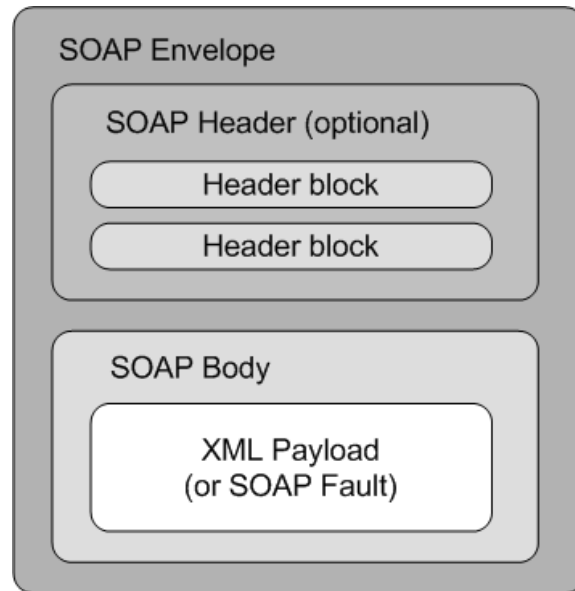 SOAP Envelope
SOAP Header (optional)
Header block
Header block
SOAP Body
XML Payload
(or SOAP Fault)